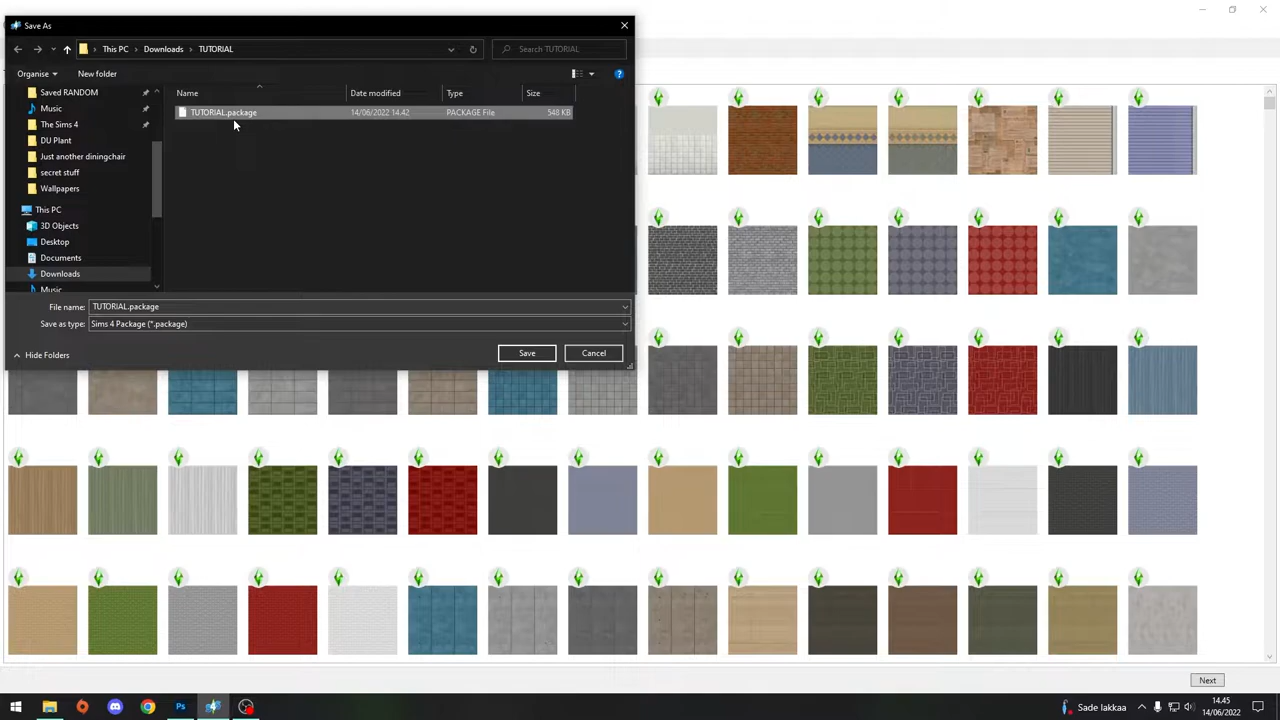 Save As
This PC
Downloads
TUTORIAL
Search TUTORIAL
Organise
New folder
Name
Date modified
Type
Size
Saved RANDOM
Music
The Sims 4
DU Plant
Just another diningchair
secret stuff
Wallpapers
This PC
3D Objects
Desktop
Documents
Downloads
Music
TUTORIAL.package
14/06/2022 14.42
PACKAGE File
548 KB
File name:
TUTORIAL.package
Save as type:
Sims 4 Package (*.package)
Hide Folders
Save
Cancel
Next
Ps
Sade lakkaa
14.45
14/06/2022